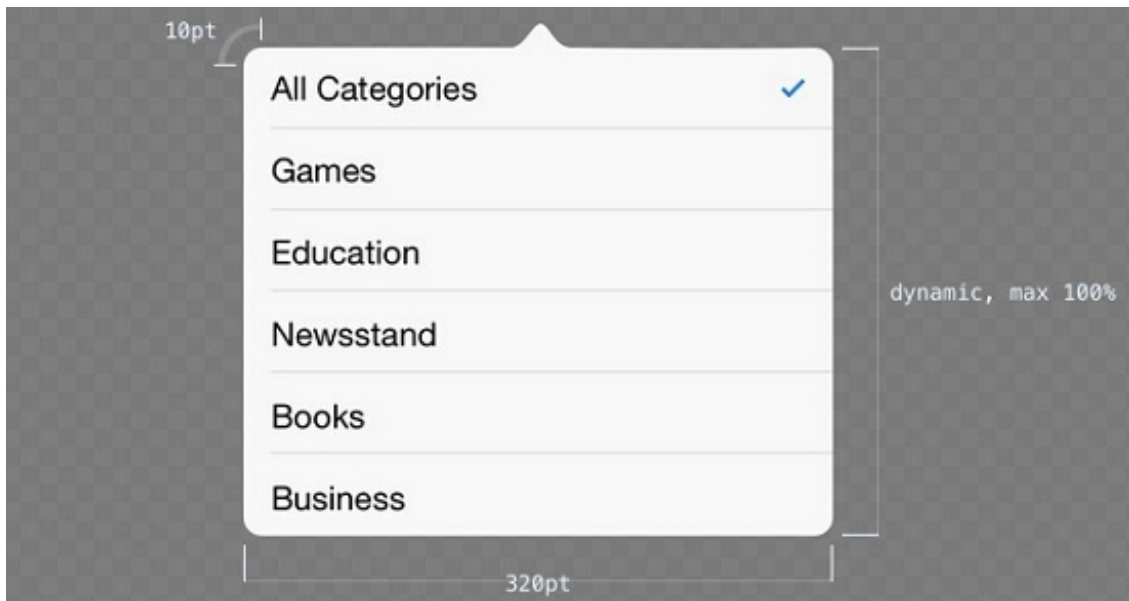 10pt
All Categories
Games
Education
dynamic, max 100%
Newsstand
Books
Business
320pt